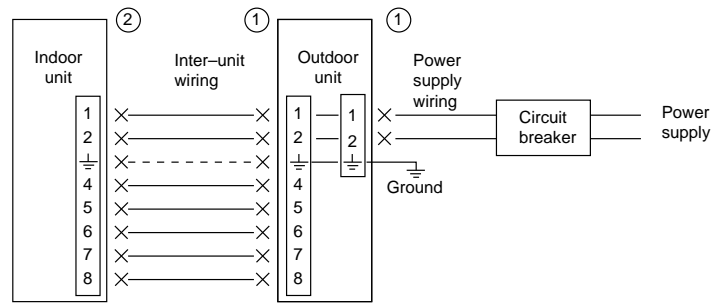 2
1
1
Indoor
unit
Inter–unit
wiring
Outdoor
unit
Power
supply
wiring
Circuit
breaker
Power
supply
Ground
1
2
4
5
6
7
8
1
2
4
5
6
7
8
1
2